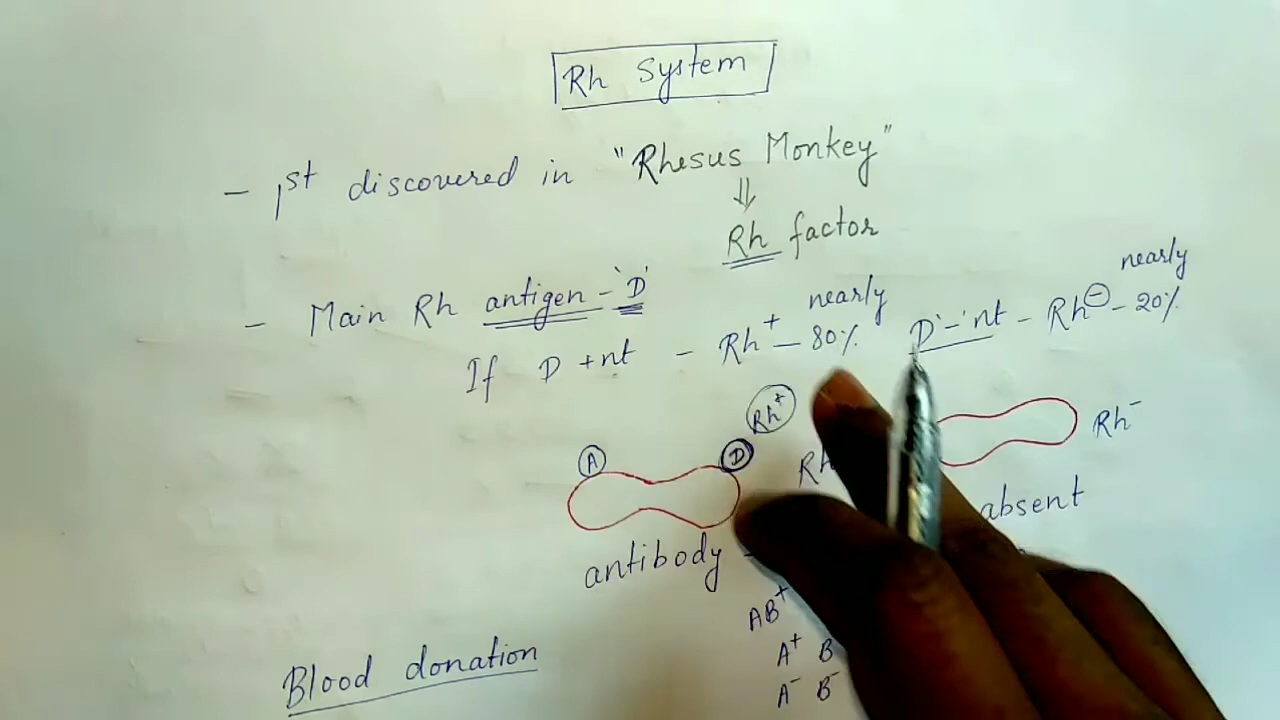 Rh System
- 1st discovered in "Rhesus Monkey"
⇓
Rh factor
- Main Rh antigen - 'D'
If D +nt - Rh+ - nearly 80% D '-'nt - Rh⊖ - nearly 20%
A D Rh+ Rh-
absent
antibody -
AB+
A+ B
A- B-
Blood donation